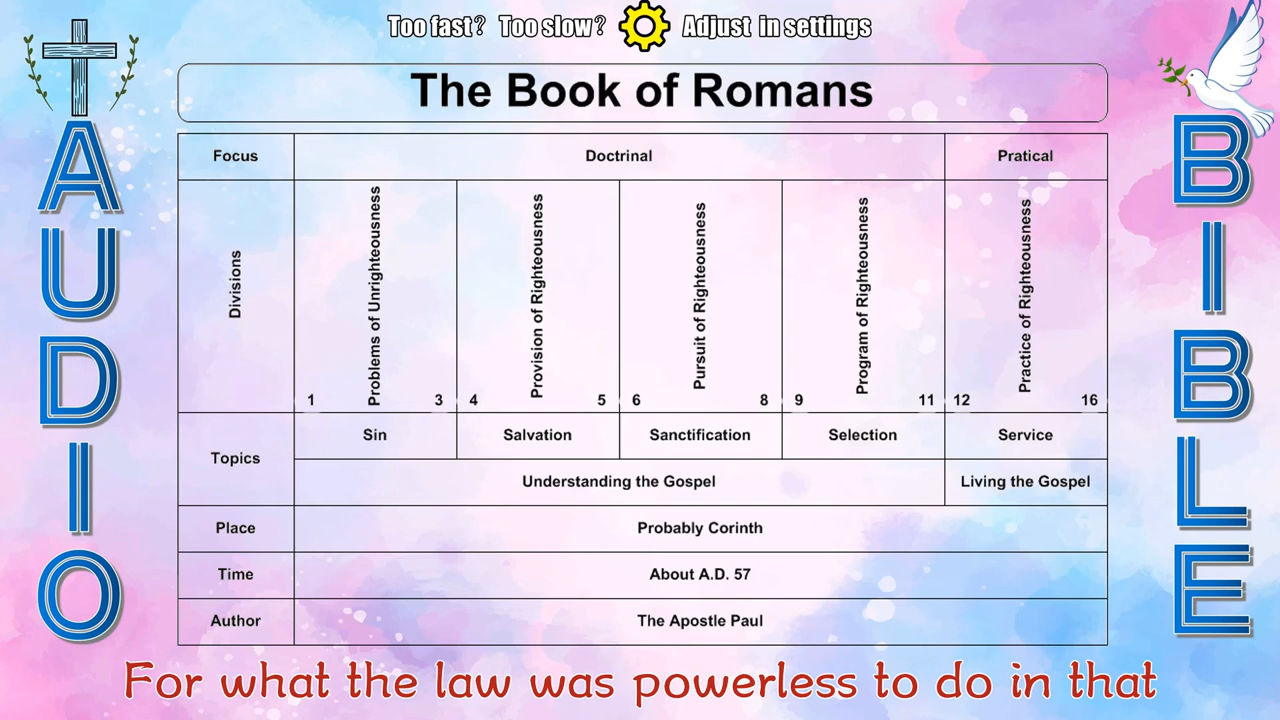 Too fast? Too slow? Adjust in settings
AUDIO
BIBLE
The Book of Romans
Focus Doctrinal Pratical
Divisions
Problems of Unrighteousness
Provision of Righteousness
Pursuit of Righteousness
Program of Righteousness
Practice of Righteousness
1 3 4 5 6 8 9 11 12 16
Topics
Sin Salvation Sanctification Selection Service
Understanding the Gospel Living the Gospel
Place Probably Corinth
Time About A.D. 57
Author The Apostle Paul
For what the law was powerless to do in that